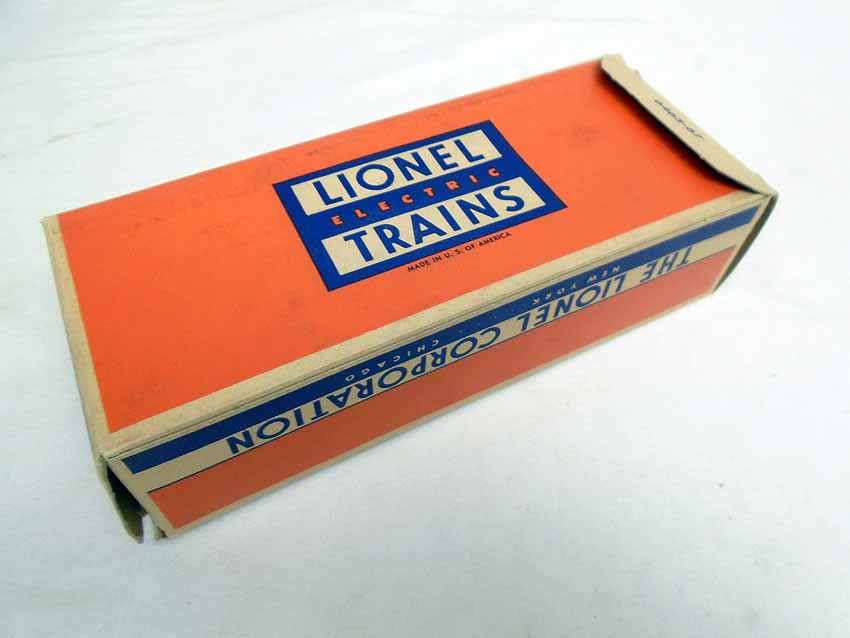 LIONEL
ELECTRIC
TRAINS
MADE IN U. S. OF AMERICA
THE LIONEL CORPORATION
NEW YORK . . . CHICAGO